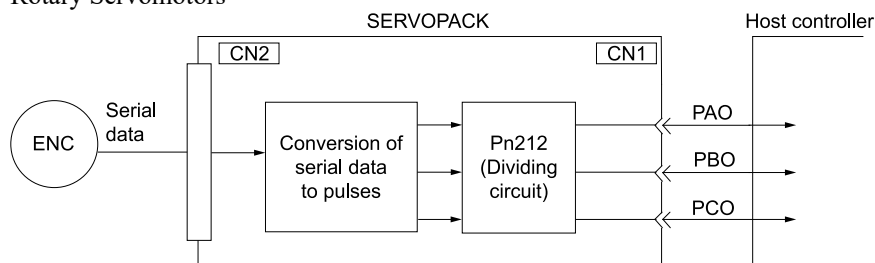 Rotary Servomotors
SERVOPACK
Host controller
CN2
CN1
Serial
data
ENC
Conversion of
serial data
to pulses
Pn212
(Dividing
circuit)
PAO
PBO
PCO